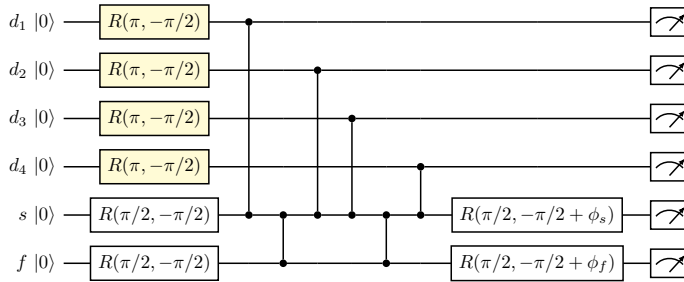 d₁ |0⟩ R(π, −π/2)
d₂ |0⟩ R(π, −π/2)
d₃ |0⟩ R(π, −π/2)
d₄ |0⟩ R(π, −π/2)
s |0⟩ R(π/2, −π/2) R(π/2, −π/2 + ϕₛ)
f |0⟩ R(π/2, −π/2) R(π/2, −π/2 + ϕ_f)